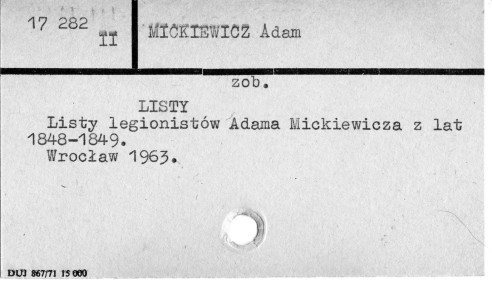 17 282
II
MICKIEWICZ Adam
zob.
LISTY
Listy legionistów Adama Mickiewicza z lat
1848-1849.
Wrocław 1963.
DUJ 867/71 15 000